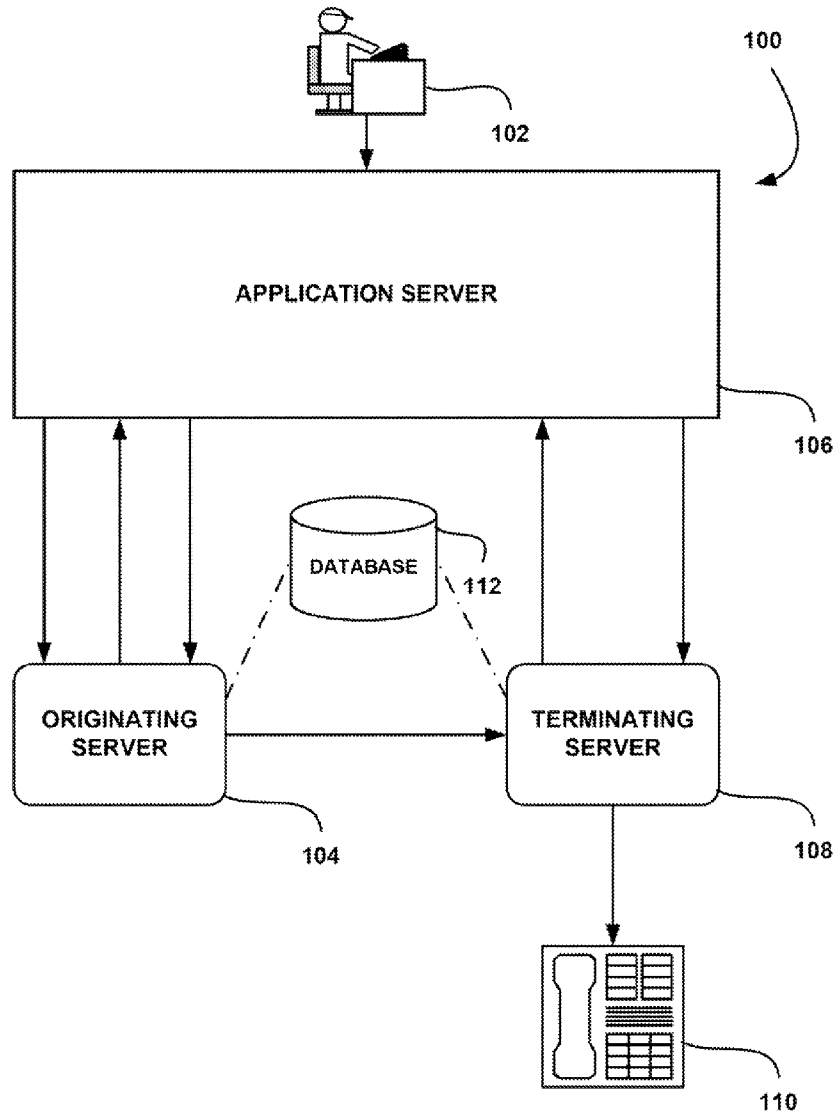 100
102
APPLICATION SERVER
106
DATABASE
112
ORIGINATING
SERVER
TERMINATING
SERVER
104
108
110